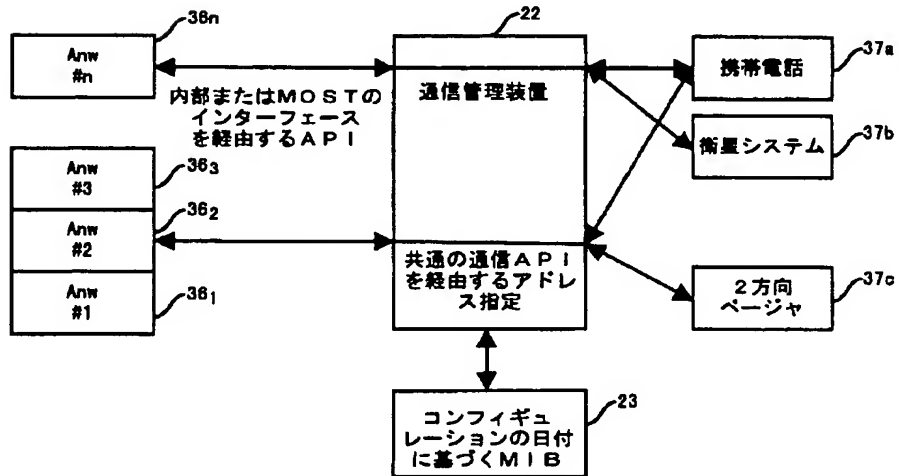 36n
Anw
#n
内部またはMOSTの
インターフェース
を経由するAPI
Anw
#3
36₃
Anw
#2
36₂
Anw
#1
36₁
22
通信管理装置
共通の通信API
を経由するアドレ
ス指定
23
コンフィギュ
レーションの日付
に基づくMIB
携帯電話
37a
衛星システム
37b
2方向
ページャ
37c